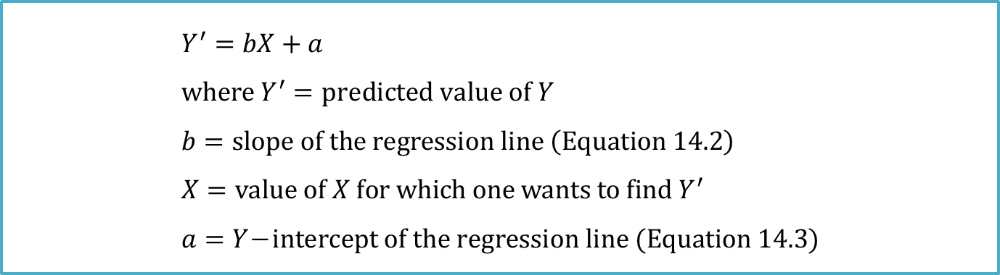 Y′ = bX + a
where Y′ = predicted value of Y
b = slope of the regression line (Equation 14.2)
X = value of X for which one wants to find Y′
a = Y−intercept of the regression line (Equation 14.3)